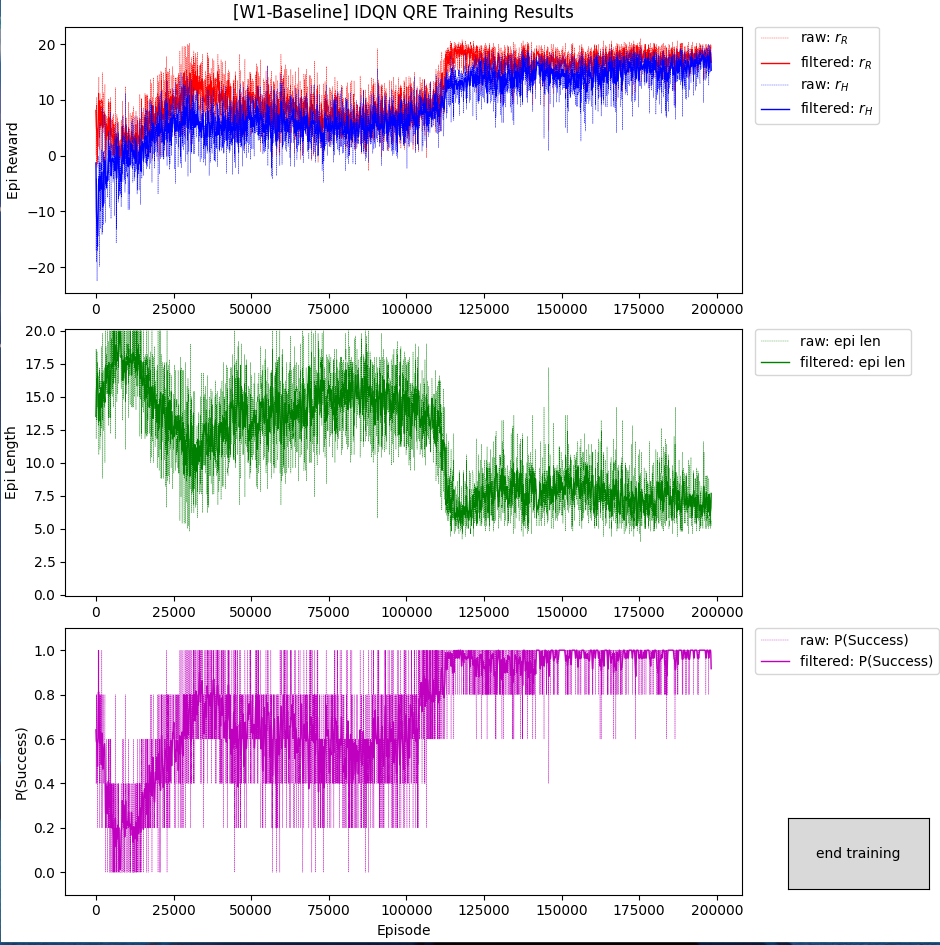 [W1-Baseline] IDQN QRE Training Results
20
10
0
−10
−20
Epi Reward
0 25000 50000 75000 100000 125000 150000 175000 200000
raw: r_R
filtered: r_R
raw: r_H
filtered: r_H
20.0
17.5
15.0
12.5
10.0
7.5
5.0
2.5
0.0
Epi Length
0 25000 50000 75000 100000 125000 150000 175000 200000
raw: epi len
filtered: epi len
1.0
0.8
0.6
0.4
0.2
0.0
P(Success)
0 25000 50000 75000 100000 125000 150000 175000 200000
Episode
raw: P(Success)
filtered: P(Success)
end training